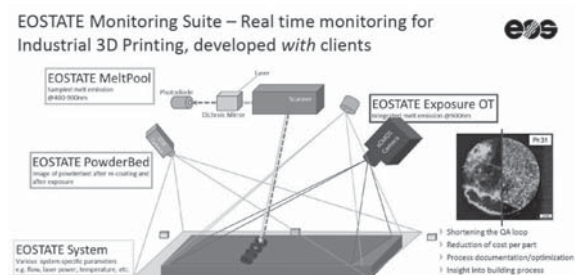 EOSTATE Monitoring Suite – Real time monitoring for
Industrial 3D Printing, developed with clients
eos
EOSTATE MeltPool
Sampled melt emission
@400-900nm
Photodiode
Dichroic Mirror
Laser
Scanner
EOSTATE Exposure OT
Integrated melt emission @900nm
EOSTATE PowderBed
Image of powderbed after re-coating and
after exposure
sCMOS
Camera
Pr31
EOSTATE System
Various system specific parameters
e.g. flow, laser power, temperature, etc.
Shortening the QA loop
Reduction of cost per part
Process documentation/optimization
Insight into building process